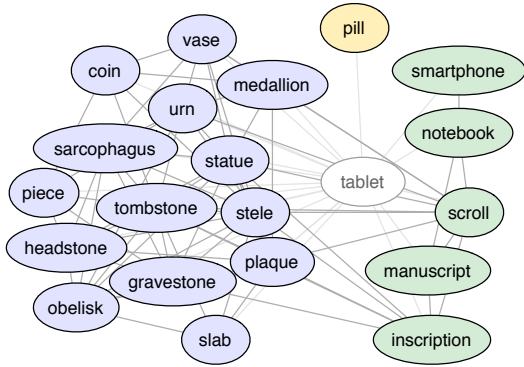 pill
vase
coin
medallion
smartphone
urn
notebook
sarcophagus
statue
tablet
piece
tombstone
stele
scroll
headstone
plaque
manuscript
gravestone
obelisk
slab
inscription